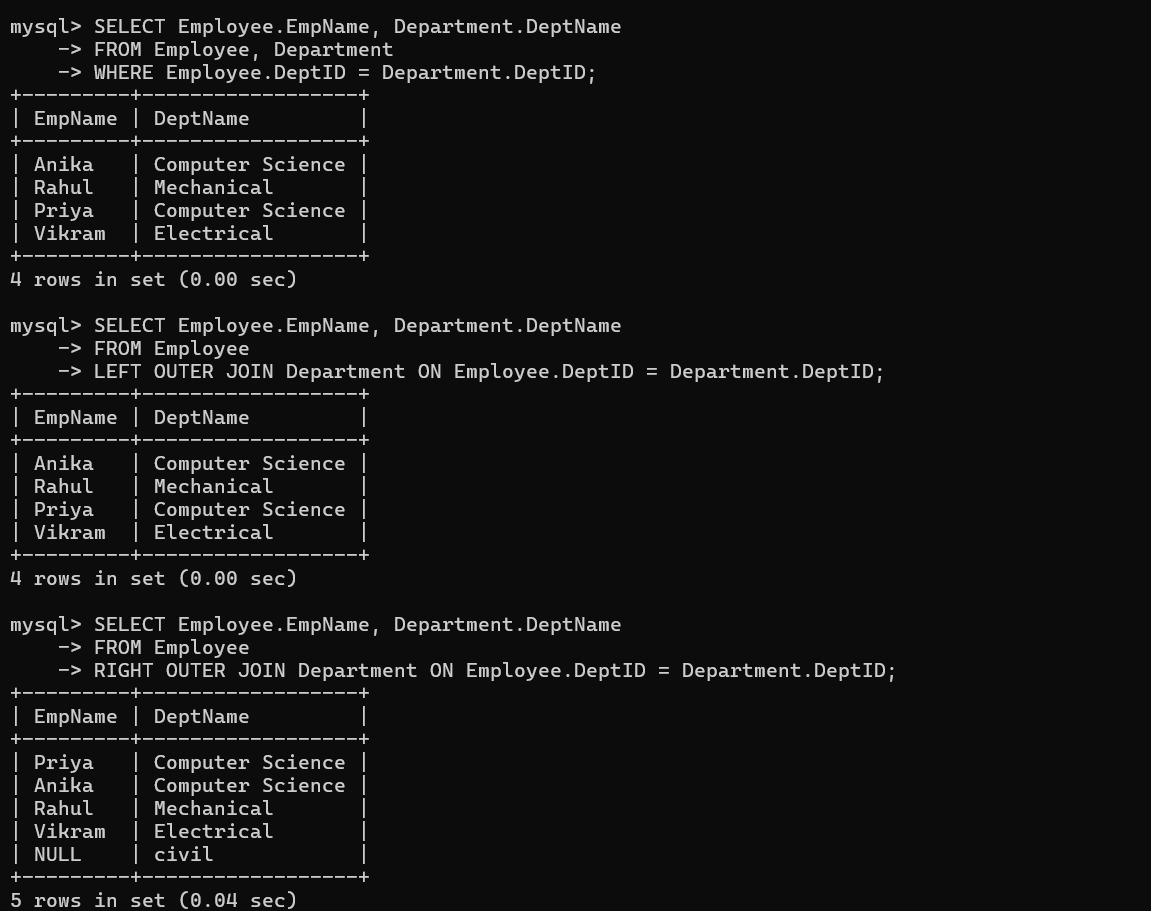 mysql> SELECT Employee.EmpName, Department.DeptName
    -> FROM Employee, Department
    -> WHERE Employee.DeptID = Department.DeptID;
+---------+------------------+
| EmpName | DeptName         |
+---------+------------------+
| Anika   | Computer Science |
| Rahul   | Mechanical       |
| Priya   | Computer Science |
| Vikram  | Electrical       |
+---------+------------------+
4 rows in set (0.00 sec)

mysql> SELECT Employee.EmpName, Department.DeptName
    -> FROM Employee
    -> LEFT OUTER JOIN Department ON Employee.DeptID = Department.DeptID;
+---------+------------------+
| EmpName | DeptName         |
+---------+------------------+
| Anika   | Computer Science |
| Rahul   | Mechanical       |
| Priya   | Computer Science |
| Vikram  | Electrical       |
+---------+------------------+
4 rows in set (0.00 sec)

mysql> SELECT Employee.EmpName, Department.DeptName
    -> FROM Employee
    -> RIGHT OUTER JOIN Department ON Employee.DeptID = Department.DeptID;
+---------+------------------+
| EmpName | DeptName         |
+---------+------------------+
| Priya   | Computer Science |
| Anika   | Computer Science |
| Rahul   | Mechanical       |
| Vikram  | Electrical       |
| NULL    | civil            |
+---------+------------------+
5 rows in set (0.04 sec)